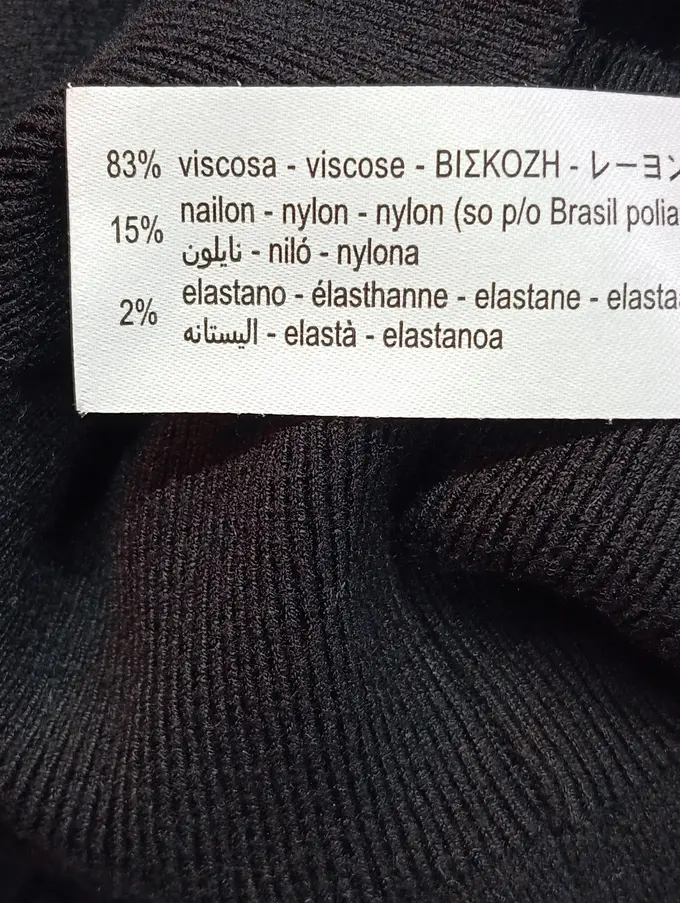 83% viscosa - viscose - ΒΙΣΚΟΖΗ - レーヨン
15% nailon - nylon - nylon (so p/o Brasil polia
نايلون - niló - nylona
2% elastano - élasthanne - elastane - elasta
اليستانه - elastà - elastanoa